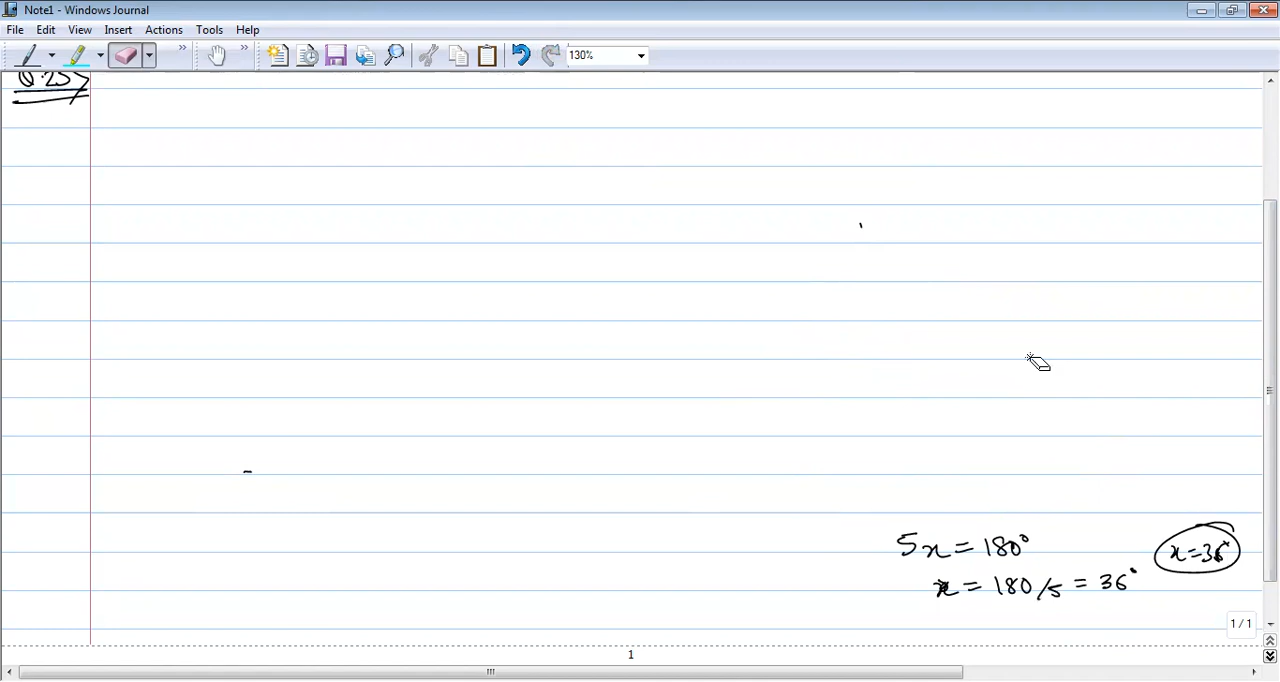 Note1 - Windows Journal
File Edit View Insert Actions Tools Help
130%
Q.25
5x = 180°
x = 180/5 = 36°
x=36°
1 / 1
1